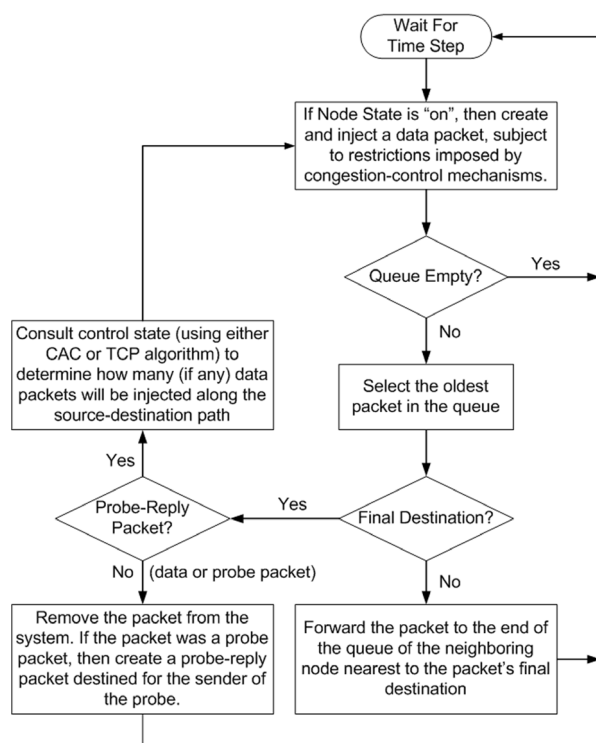 Wait For
Time Step
If Node State is “on”, then create
and inject a data packet, subject
to restrictions imposed by
congestion-control mechanisms.
Queue Empty?
Yes
No
Consult control state (using either
CAC or TCP algorithm) to
determine how many (if any) data
packets will be injected along the
source-destination path
Select the oldest
packet in the queue
Yes
Probe-Reply
Packet?
Yes
Final Destination?
No (data or probe packet)
No
Remove the packet from the
system. If the packet was a probe
packet, then create a probe-reply
packet destined for the sender of
the probe.
Forward the packet to the end of
the queue of the neighboring
node nearest to the packet’s final
destination